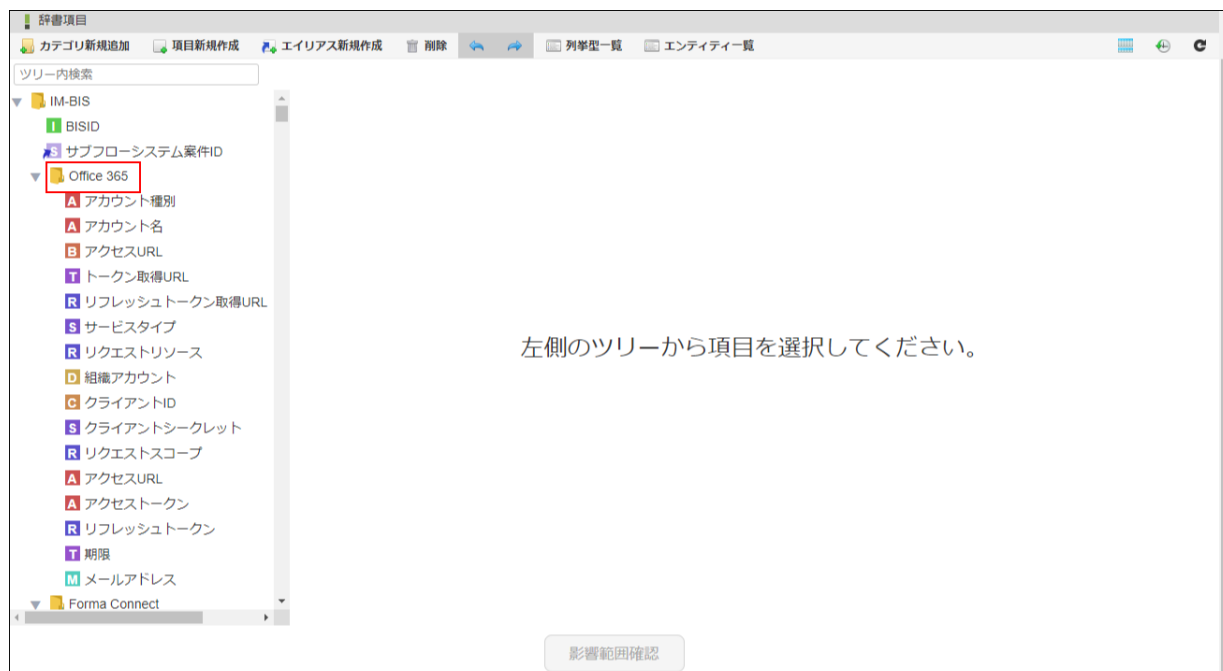 辞書項目
カテゴリ新規追加 項目新規作成 エイリアス新規作成 削除 列挙型一覧 エンティティ一覧
ツリー内検索
IM-BIS
I BISID
S サブフローシステム案件ID
Office 365
A アカウント種別
A アカウント名
B アクセスURL
T トークン取得URL
R リフレッシュトークン取得URL
S サービスタイプ
R リクエストリソース
D 組織アカウント
C クライアントID
S クライアントシークレット
R リクエストスコープ
A アクセスURL
A アクセストークン
R リフレッシュトークン
T 期限
M メールアドレス
Forma Connect
左側のツリーから項目を選択してください。
影響範囲確認